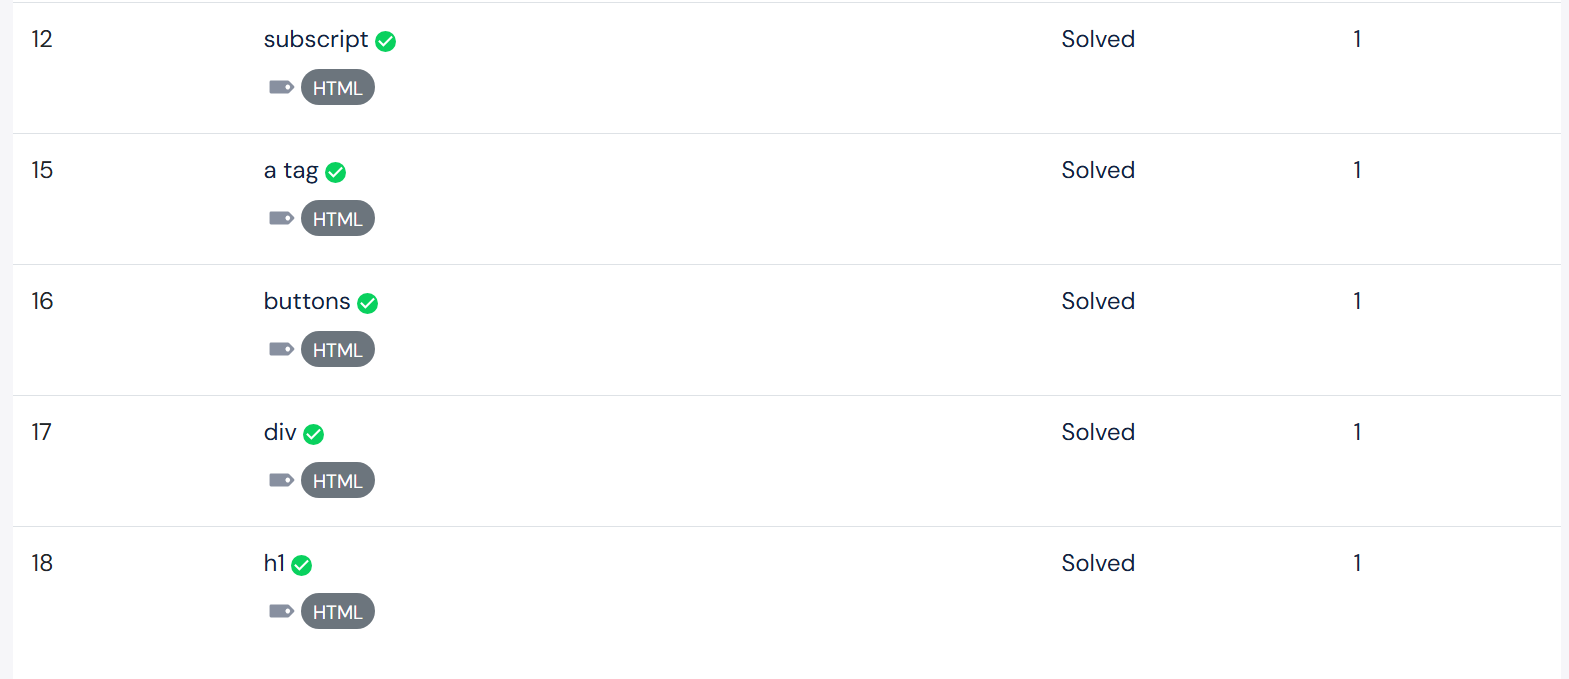 12 subscript Solved 1
HTML
15 a tag Solved 1
HTML
16 buttons Solved 1
HTML
17 div Solved 1
HTML
18 h1 Solved 1
HTML